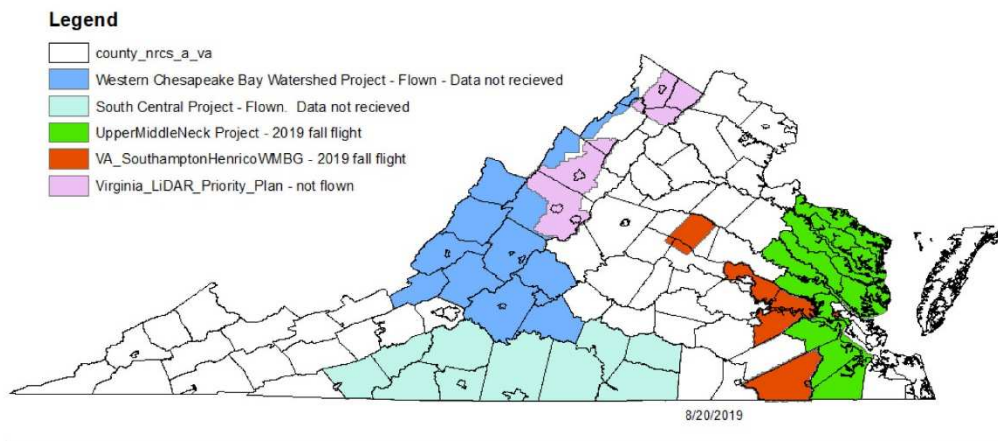 Legend
county_nrcs_a_va
Western Chesapeake Bay Watershed Project - Flown - Data not recieved
South Central Project - Flown.  Data not recieved
UpperMiddleNeck Project - 2019 fall flight
VA_SouthamptonHenricoWMBG - 2019 fall flight
Virginia_LiDAR_Priority_Plan - not flown
8/20/2019